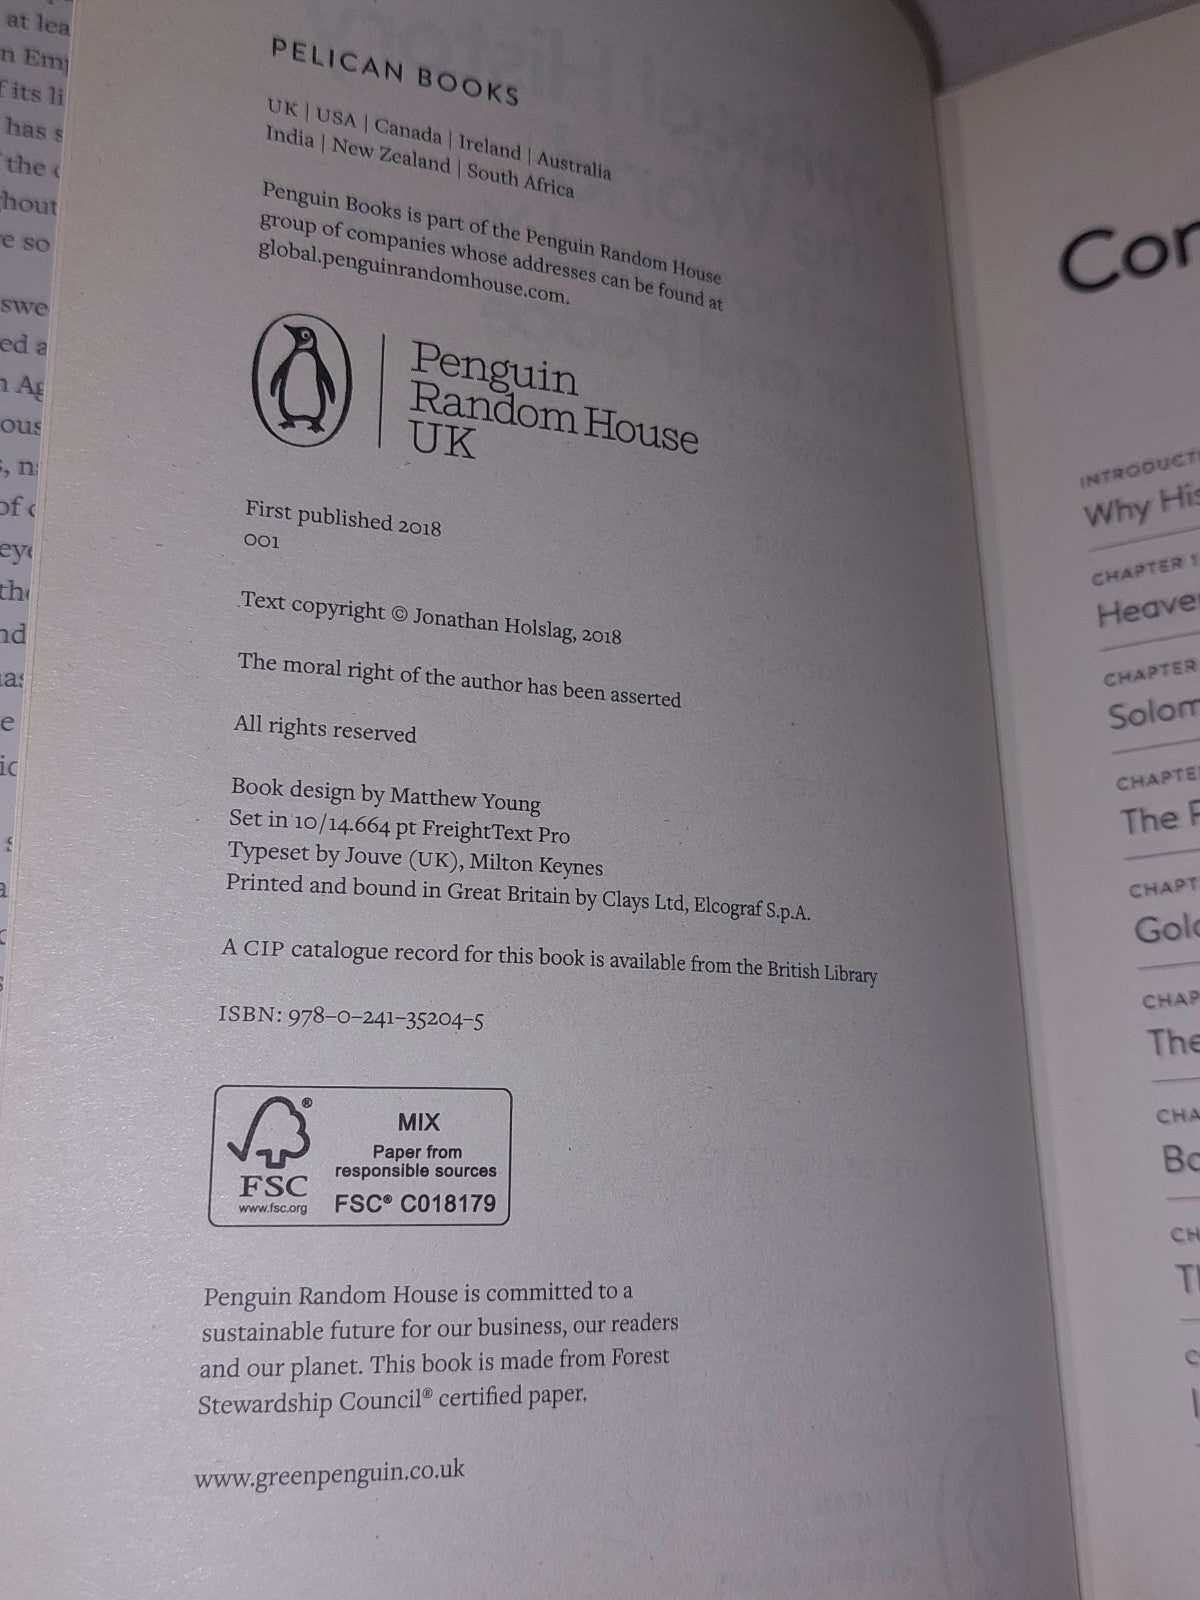 PELICAN BOOKS
UK | USA | Canada | Ireland | Australia
India | New Zealand | South Africa
Penguin Books is part of the Penguin Random House
group of companies whose addresses can be found at
global.penguinrandomhouse.com.
Penguin
Random House
UK
First published 2018
001
Text copyright © Jonathan Holslag, 2018
The moral right of the author has been asserted
All rights reserved
Book design by Matthew Young
Set in 10/14.664 pt FreightText Pro
Typeset by Jouve (UK), Milton Keynes
Printed and bound in Great Britain by Clays Ltd, Elcograf S.p.A.
A CIP catalogue record for this book is available from the British Library
ISBN: 978–0–241–35204–5
FSC®
www.fsc.org
MIX
Paper from
responsible sources
FSC® C018179
Penguin Random House is committed to a
sustainable future for our business, our readers
and our planet. This book is made from Forest
Stewardship Council® certified paper.
www.greenpenguin.co.uk
Why
CHAPTER 1
CHAPTER
The
The